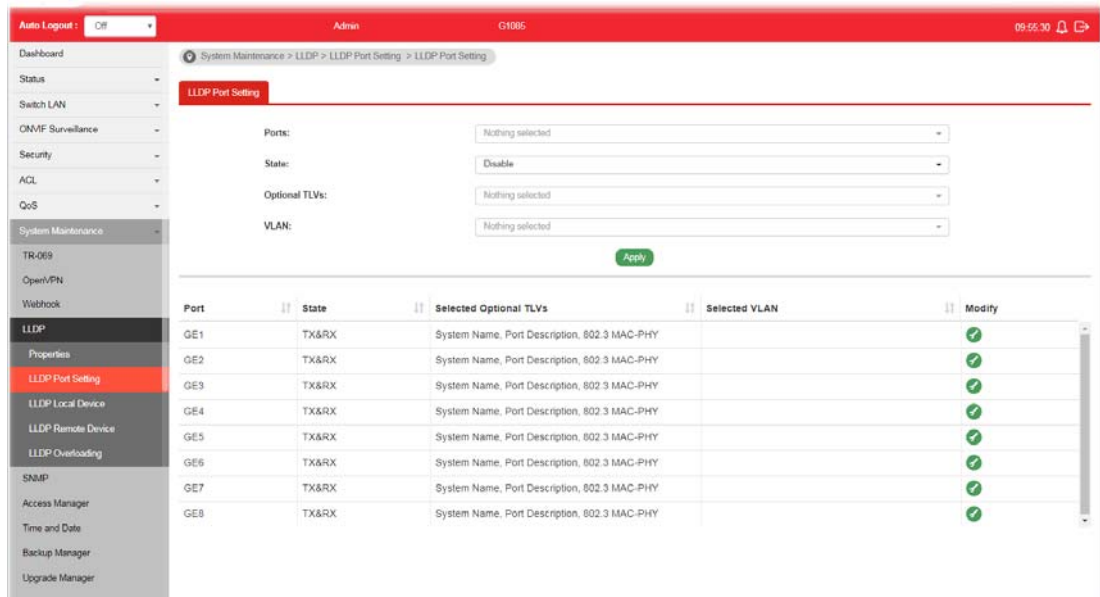 Auto Logout : Off Admin G1085 09:55:30
Dashboard
Status
Switch LAN
ONVIF Surveillance
Security
ACL
QoS
System Maintenance
TR-069
OpenVPN
Webhook
LLDP
Properties
LLDP Port Setting
LLDP Local Device
LLDP Remote Device
LLDP Overloading
SNMP
Access Manager
Time and Date
Backup Manager
Upgrade Manager
System Maintenance > LLDP > LLDP Port Setting > LLDP Port Setting
LLDP Port Setting
Ports: Nothing selected
State: Disable
Optional TLVs: Nothing selected
VLAN: Nothing selected
Apply
Port State Selected Optional TLVs Selected VLAN Modify
GE1 TX&RX System Name, Port Description, 802.3 MAC-PHY
GE2 TX&RX System Name, Port Description, 802.3 MAC-PHY
GE3 TX&RX System Name, Port Description, 802.3 MAC-PHY
GE4 TX&RX System Name, Port Description, 802.3 MAC-PHY
GE5 TX&RX System Name, Port Description, 802.3 MAC-PHY
GE6 TX&RX System Name, Port Description, 802.3 MAC-PHY
GE7 TX&RX System Name, Port Description, 802.3 MAC-PHY
GE8 TX&RX System Name, Port Description, 802.3 MAC-PHY